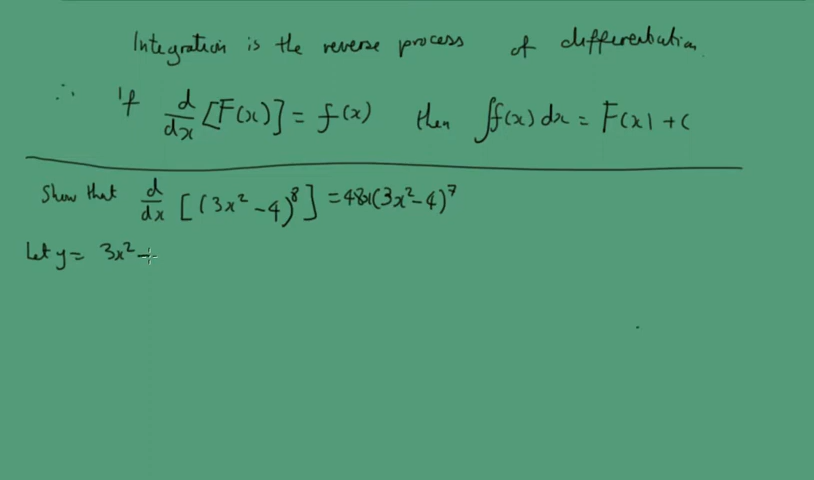 Integration is the reverse process of differentiation.
∴ If d/dx [F(x)] = f(x) then ∫f(x) dx = F(x) + C
Show that d/dx [(3x² - 4)⁸] = 48x(3x² - 4)⁷
Let y = 3x² -